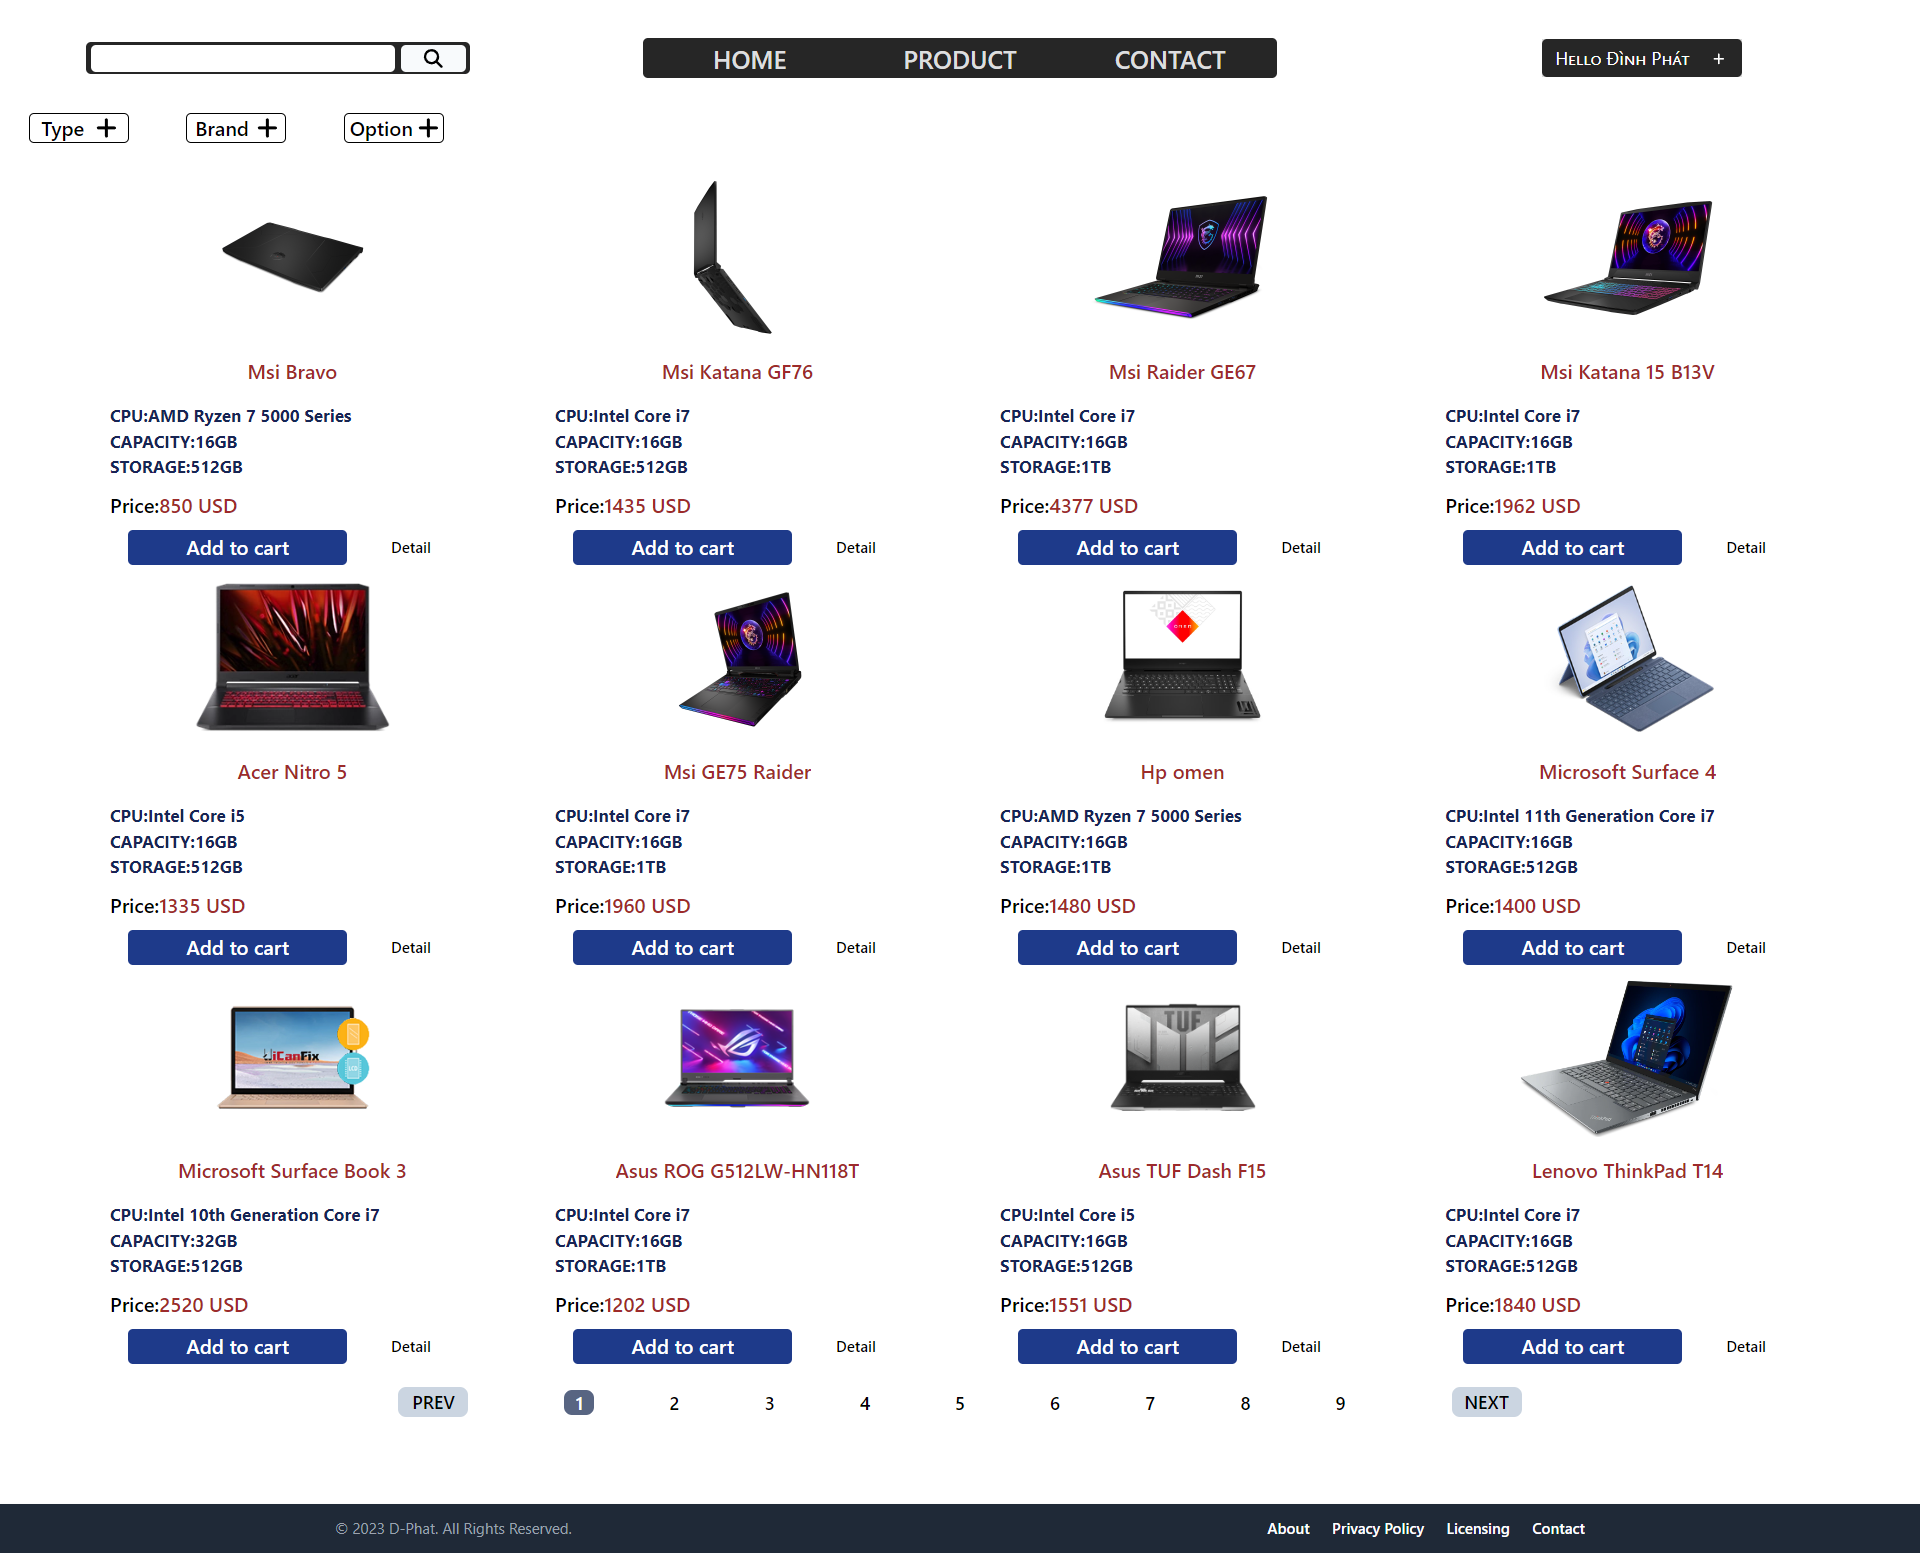 HOME PRODUCT CONTACT
Hello Đình Phát +
Type + Brand + Option +
Msi Bravo
CPU:AMD Ryzen 7 5000 Series
CAPACITY:16GB
STORAGE:512GB
Price:850 USD
Add to cart Detail
Msi Katana GF76
CPU:Intel Core i7
CAPACITY:16GB
STORAGE:512GB
Price:1435 USD
Add to cart Detail
Msi Raider GE67
CPU:Intel Core i7
CAPACITY:16GB
STORAGE:1TB
Price:4377 USD
Add to cart Detail
Msi Katana 15 B13V
CPU:Intel Core i7
CAPACITY:16GB
STORAGE:1TB
Price:1962 USD
Add to cart Detail
Acer Nitro 5
CPU:Intel Core i5
CAPACITY:16GB
STORAGE:512GB
Price:1335 USD
Add to cart Detail
Msi GE75 Raider
CPU:Intel Core i7
CAPACITY:16GB
STORAGE:1TB
Price:1960 USD
Add to cart Detail
omen
Hp omen
CPU:AMD Ryzen 7 5000 Series
CAPACITY:16GB
STORAGE:1TB
Price:1480 USD
Add to cart Detail
Microsoft Surface 4
CPU:Intel 11th Generation Core i7
CAPACITY:16GB
STORAGE:512GB
Price:1400 USD
Add to cart Detail
iCanFix
LCD
Microsoft Surface Book 3
CPU:Intel 10th Generation Core i7
CAPACITY:32GB
STORAGE:512GB
Price:2520 USD
Add to cart Detail
Asus ROG G512LW-HN118T
CPU:Intel Core i7
CAPACITY:16GB
STORAGE:1TB
Price:1202 USD
Add to cart Detail
TUF
Asus TUF Dash F15
CPU:Intel Core i5
CAPACITY:16GB
STORAGE:512GB
Price:1551 USD
Add to cart Detail
Lenovo ThinkPad T14
CPU:Intel Core i7
CAPACITY:16GB
STORAGE:512GB
Price:1840 USD
Add to cart Detail
PREV 1 2 3 4 5 6 7 8 9 NEXT
© 2023 D-Phat. All Rights Reserved. About Privacy Policy Licensing Contact